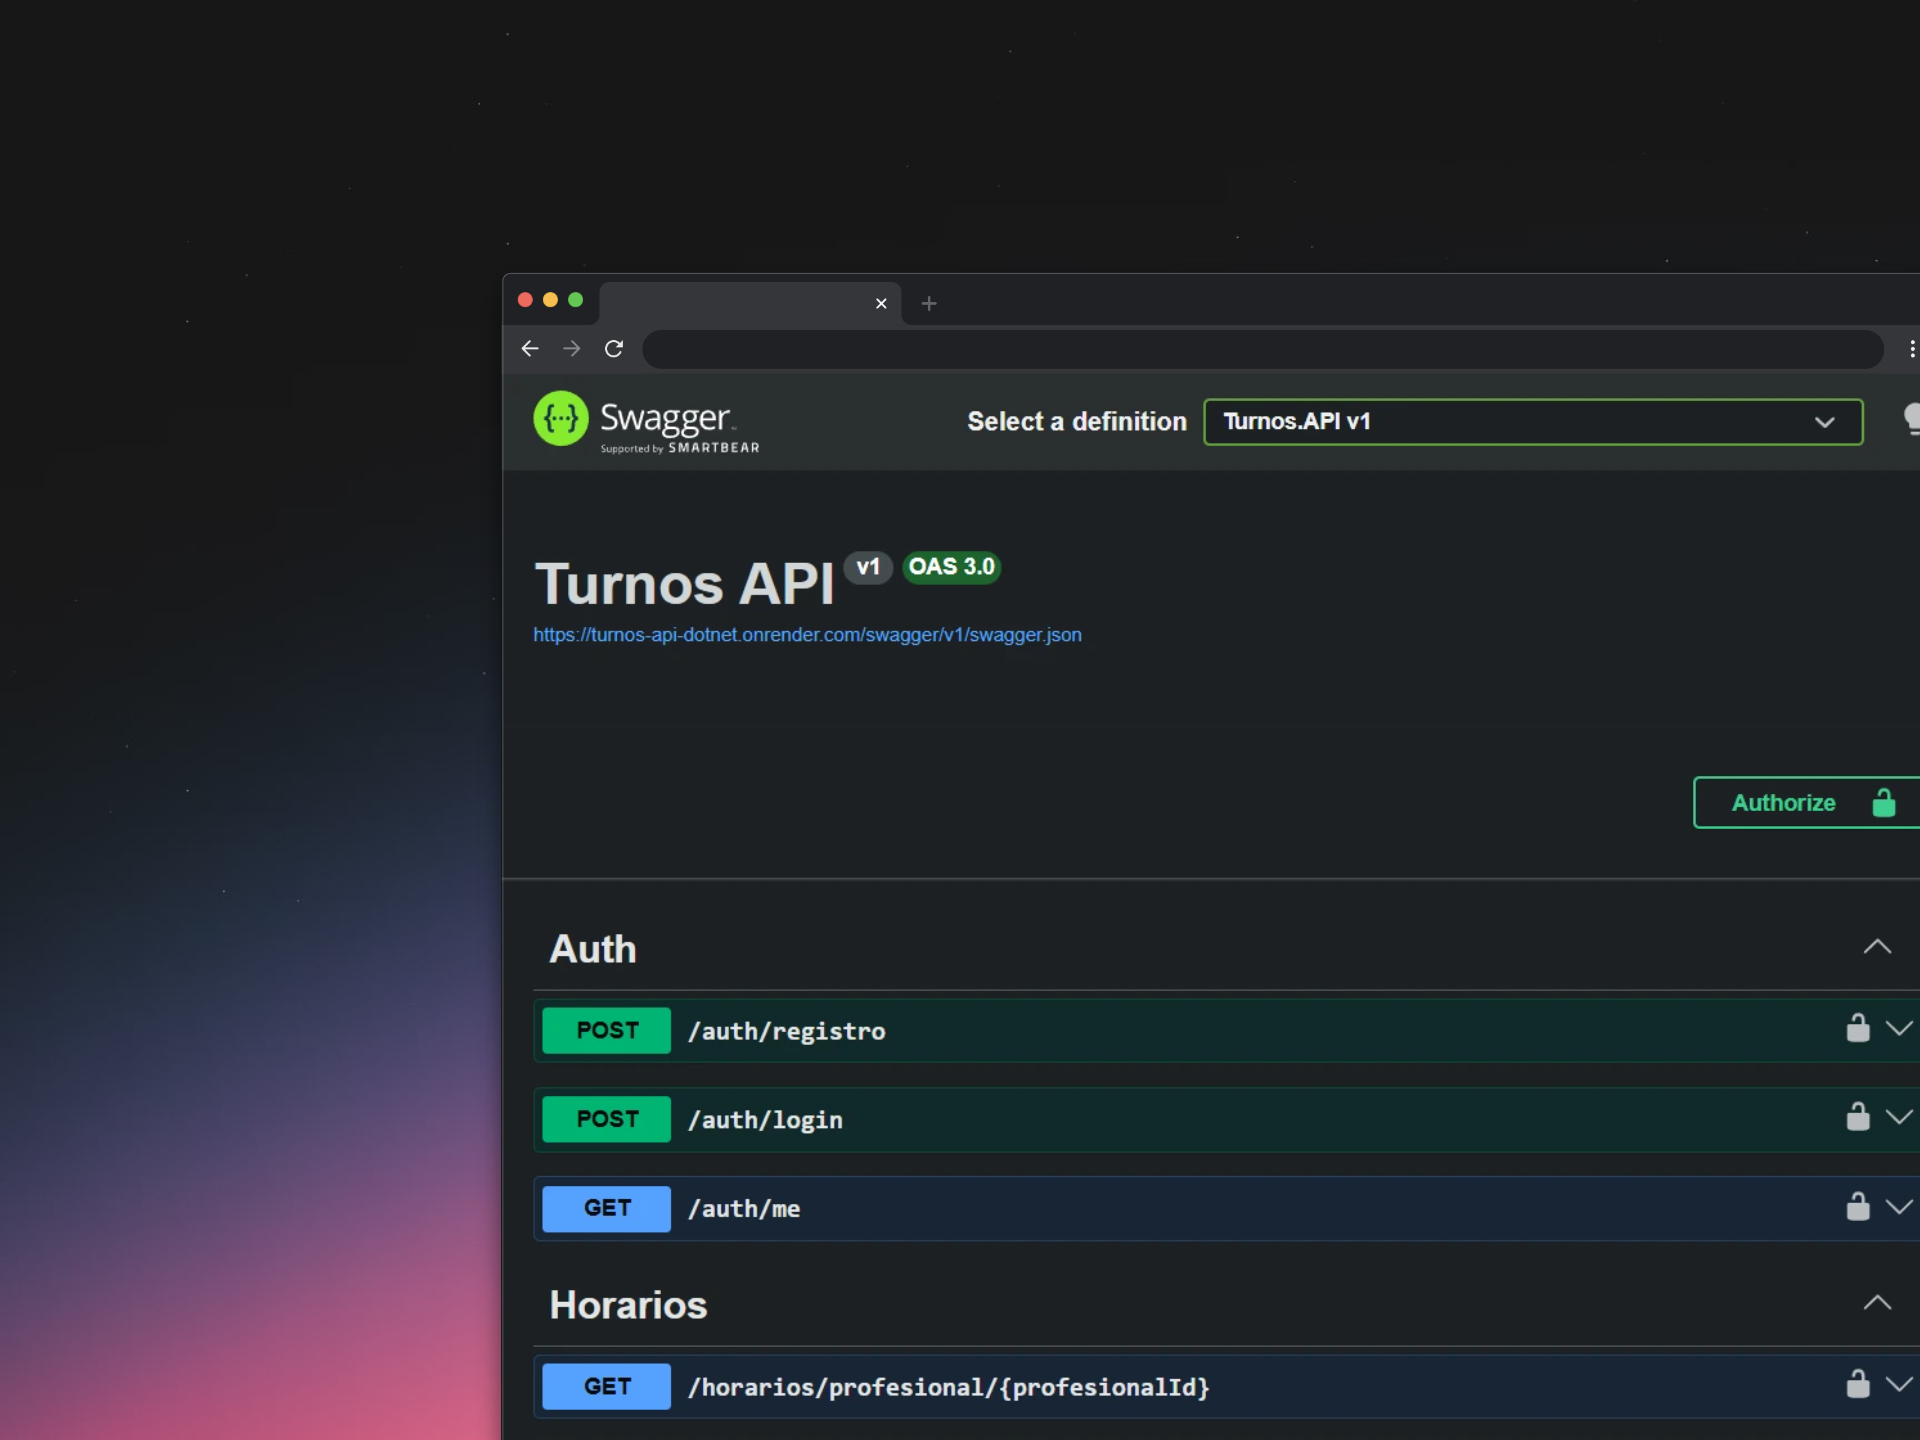 Swagger
Supported by SMARTBEAR
Select a definition
Turnos.API v1
Turnos API v1 OAS 3.0
https://turnos-api-dotnet.onrender.com/swagger/v1/swagger.json
Authorize
Auth
POST /auth/registro
POST /auth/login
GET /auth/me
Horarios
GET /horarios/profesional/{profesionalId}